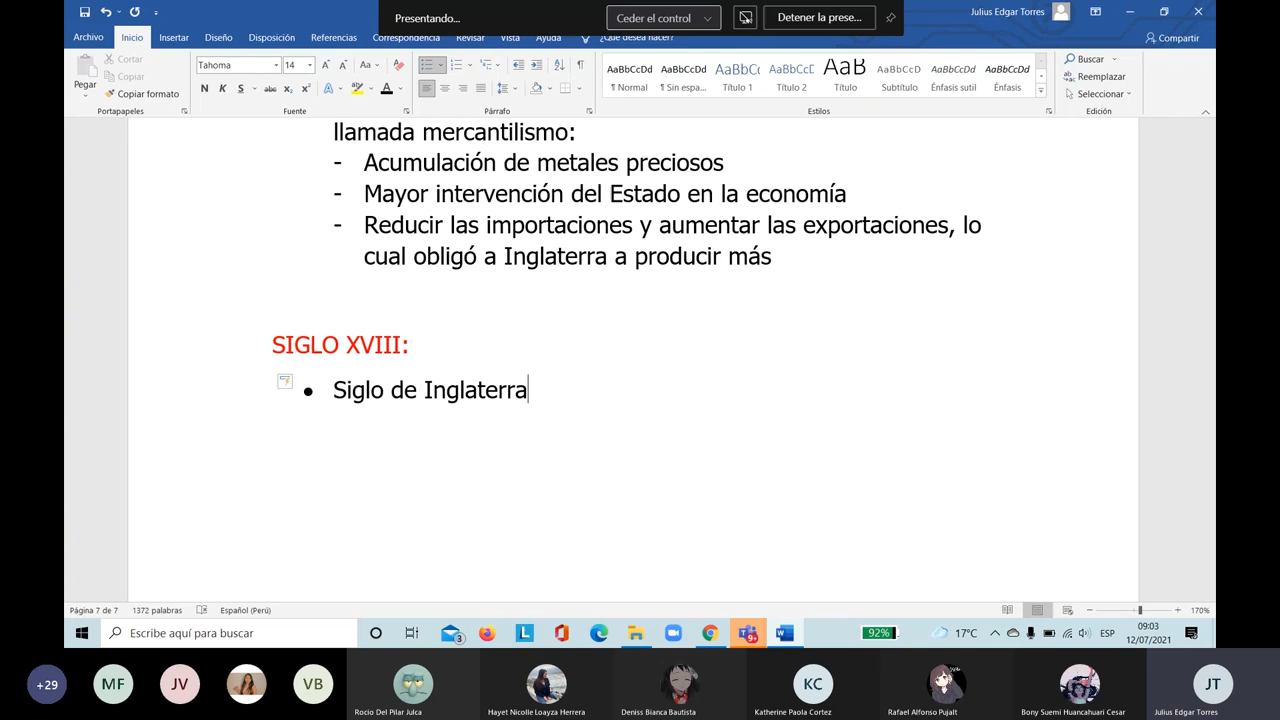 Presentando...
Ceder el control
Detener la prese...
Julius Edgar Torres
Archivo Inicio Insertar Diseño Disposición Referencias Correspondencia Revisar Vista Ayuda ¿Qué desea hacer? Compartir
Pegar
Cortar
Copiar
Copiar formato
Portapapeles
Tahoma 14
N K S abc x₂ x²
Fuente
Párrafo
AaBbCcDd AaBbCcDd AaBbCc AaBbCcD AaB AaBbCcD AaBbCcDd AaBbCcDd
¶ Normal ¶ Sin espa... Título 1 Título 2 Título Subtítulo Énfasis sutil Énfasis
Estilos
Buscar
Reemplazar
Seleccionar
Edición
llamada mercantilismo:
- Acumulación de metales preciosos
- Mayor intervención del Estado en la economía
- Reducir las importaciones y aumentar las exportaciones, lo
cual obligó a Inglaterra a producir más
SIGLO XVIII:
• Siglo de Inglaterra
Página 7 de 7 1372 palabras Español (Perú) 170%
Escribe aquí para buscar
3
L
9+
92%
17°C
ESP
09:03
12/07/2021
+29 MF JV VB KC JT
Rocio Del Pilar Julca Hayet Nicolle Loayza Herrera Deniss Bianca Bautista Katherine Paola Cortez Rafael Alfonso Pujalt Bony Suemi Huancahuari Cesar Julius Edgar Torres